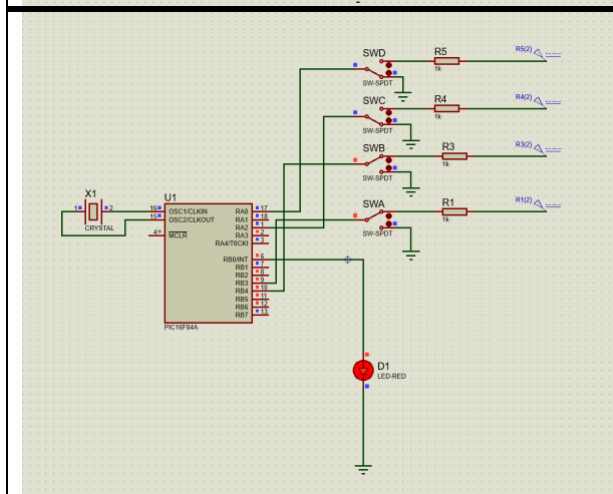 SWD
SW-SPDT
R5
1k
R5(2)
SWC
SW-SPDT
R4
1k
R4(2)
SWB
SW-SPDT
R3
1k
R3(2)
SWA
SW-SPDT
R1
1k
R1(2)
X1
1
2
CRYSTAL
U1
16 OSC1/CLKIN
15 OSC2/CLKOUT
4 MCLR
RA0 17
RA1 18
RA2 1
RA3 2
RA4/T0CKI 3
RB0/INT 6
RB1 7
RB2 8
RB3 9
RB4 10
RB5 11
RB6 12
RB7 13
PIC16F84A
D1
LED-RED